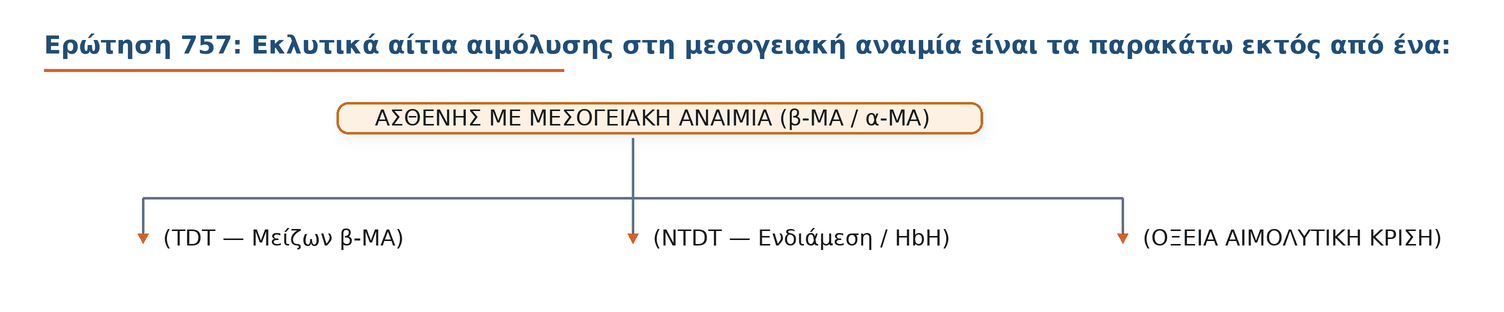 Ερώτηση 757: Εκλυτικά αίτια αιμόλυσης στη μεσογειακή αναιμία είναι τα παρακάτω εκτός από ένα:
ΑΣΘΕΝΗΣ ΜΕ ΜΕΣΟΓΕΙΑΚΗ ΑΝΑΙΜΙΑ (β-ΜΑ / α-ΜΑ)
(TDT — Μείζων β-ΜΑ)
(NTDT — Ενδιάμεση / HbH)
(ΟΞΕΙΑ ΑΙΜΟΛΥΤΙΚΗ ΚΡΙΣΗ)